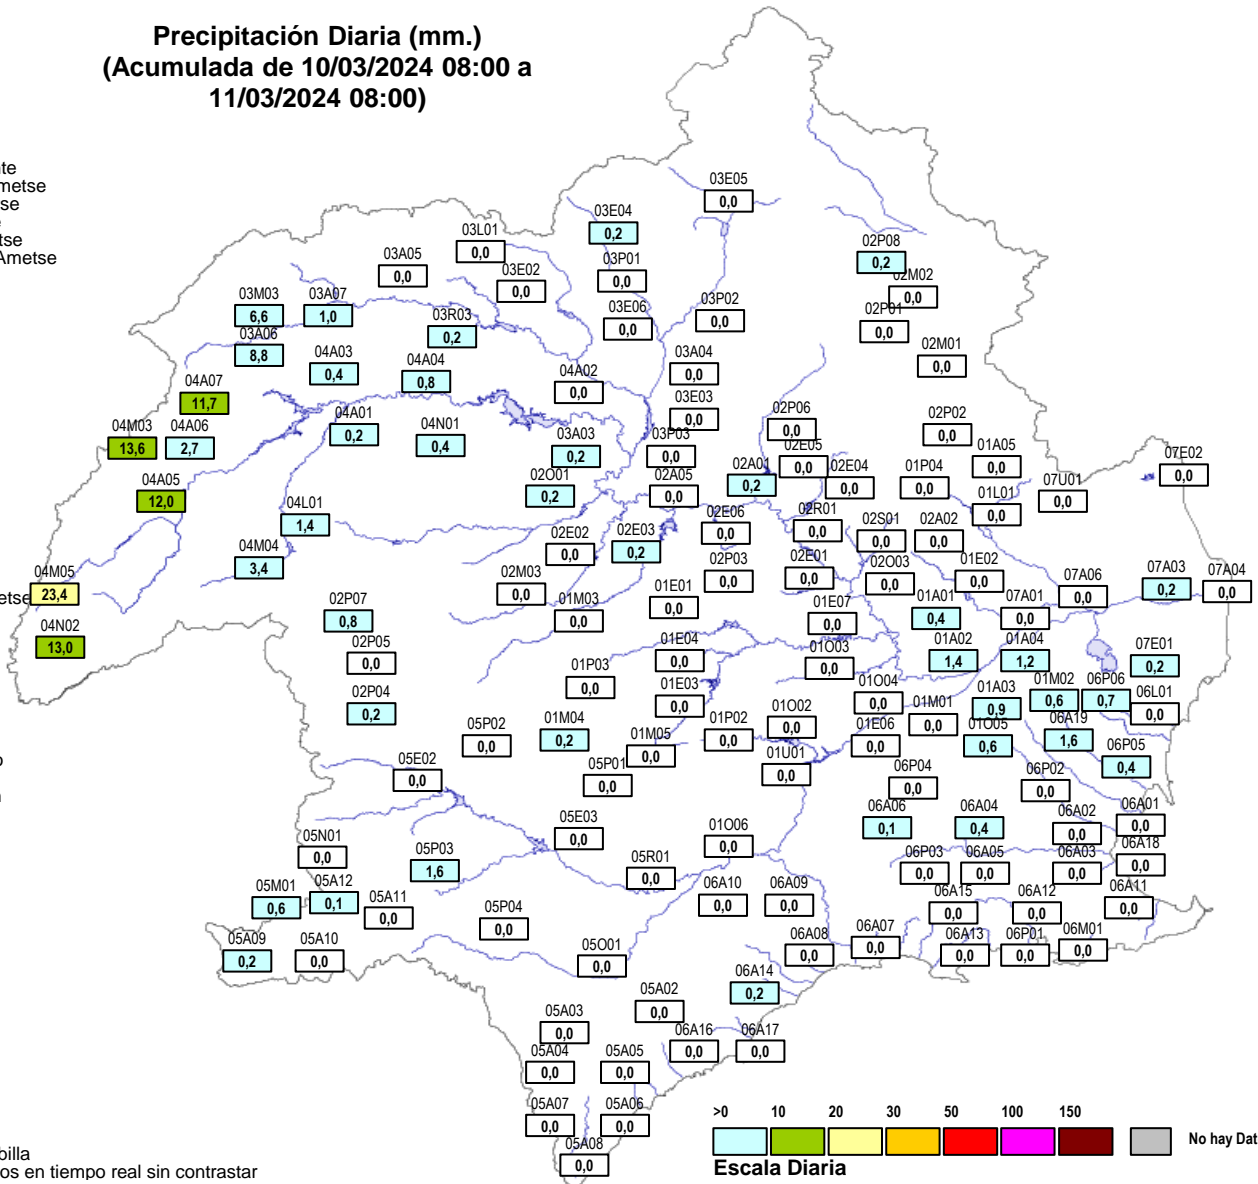 Precipitación Diaria (mm.)
(Acumulada de 10/03/2024 08:00 a
11/03/2024 08:00)
nte
metse
se
e
tse
Ametse
03E05
0,0
03E04
0,2
03L01
0,0
03A05
0,0
03E02
0,0
03P01
0,0
02P08
0,2
02M02
0,0
03M03
6,6
03A07
1,0
03R03
0,2
03E06
0,0
03P02
0,0
02P01
0,0
03A06
8,8
04A03
0,4
04A04
0,8
04A02
0,0
03A04
0,0
02M01
0,0
04A07
11,7
03E03
0,0
04M03
13,6
04A06
2,7
04A01
0,2
04N01
0,4
03A03
0,2
03P03
0,0
02P06
0,0
02P02
0,0
02E05
0,0
01A05
0,0
07E02
0,0
04A05
12,0
02O01
0,2
02A05
0,0
02A01
0,2
02E04
0,0
01P04
0,0
07U01
0,0
01L01
0,0
04L01
1,4
02E06
0,0
02R01
0,0
02S01
0,0
02A02
0,0
04M04
3,4
02E02
0,0
02E03
0,2
02P03
0,0
02E01
0,0
02O03
0,0
01E02
0,0
04M05
23,4
etse
02M03
0,0
01M03
0,0
01E01
0,0
07A06
0,0
07A03
0,2
07A04
0,0
04N02
13,0
02P07
0,8
01E07
0,0
01A01
0,4
07A01
0,0
02P05
0,0
01E04
0,0
01O03
0,0
01A02
1,4
01A04
1,2
07E01
0,2
01P03
0,0
02P04
0,2
01E03
0,0
01O04
0,0
01A03
0,9
01M02
0,6
06P06
0,7
06L01
0,0
01O02
0,0
01M01
0,0
05P02
0,0
01M04
0,2
01M05
0,0
01P02
0,0
01E06
0,0
01O05
0,6
06A19
1,6
06P05
0,4
05E02
0,0
05P01
0,0
01U01
0,0
06P04
0,0
06P02
0,0
05E03
0,0
01O06
0,0
06A06
0,1
06A04
0,4
06A02
0,0
06A01
0,0
05N01
0,0
05P03
1,6
05R01
0,0
06P03
0,0
06A05
0,0
06A03
0,0
06A18
0,0
05M01
0,6
05A12
0,1
05A11
0,0
06A10
0,0
06A09
0,0
06A15
0,0
06A12
0,0
06A11
0,0
05P04
0,0
05A09
0,2
05A10
0,0
05O01
0,0
06A08
0,0
06A07
0,0
06A13
0,0
06P01
0,0
06M01
0,0
06A14
0,2
05A02
0,0
05A03
0,0
06A16
0,0
06A17
0,0
05A04
0,0
05A05
0,0
05A07
0,0
05A06
0,0
05A08
0,0
>0 10 20 30 50 100 150
No hay Dat
Escala Diaria
billa
os en tiempo real sin contrastar